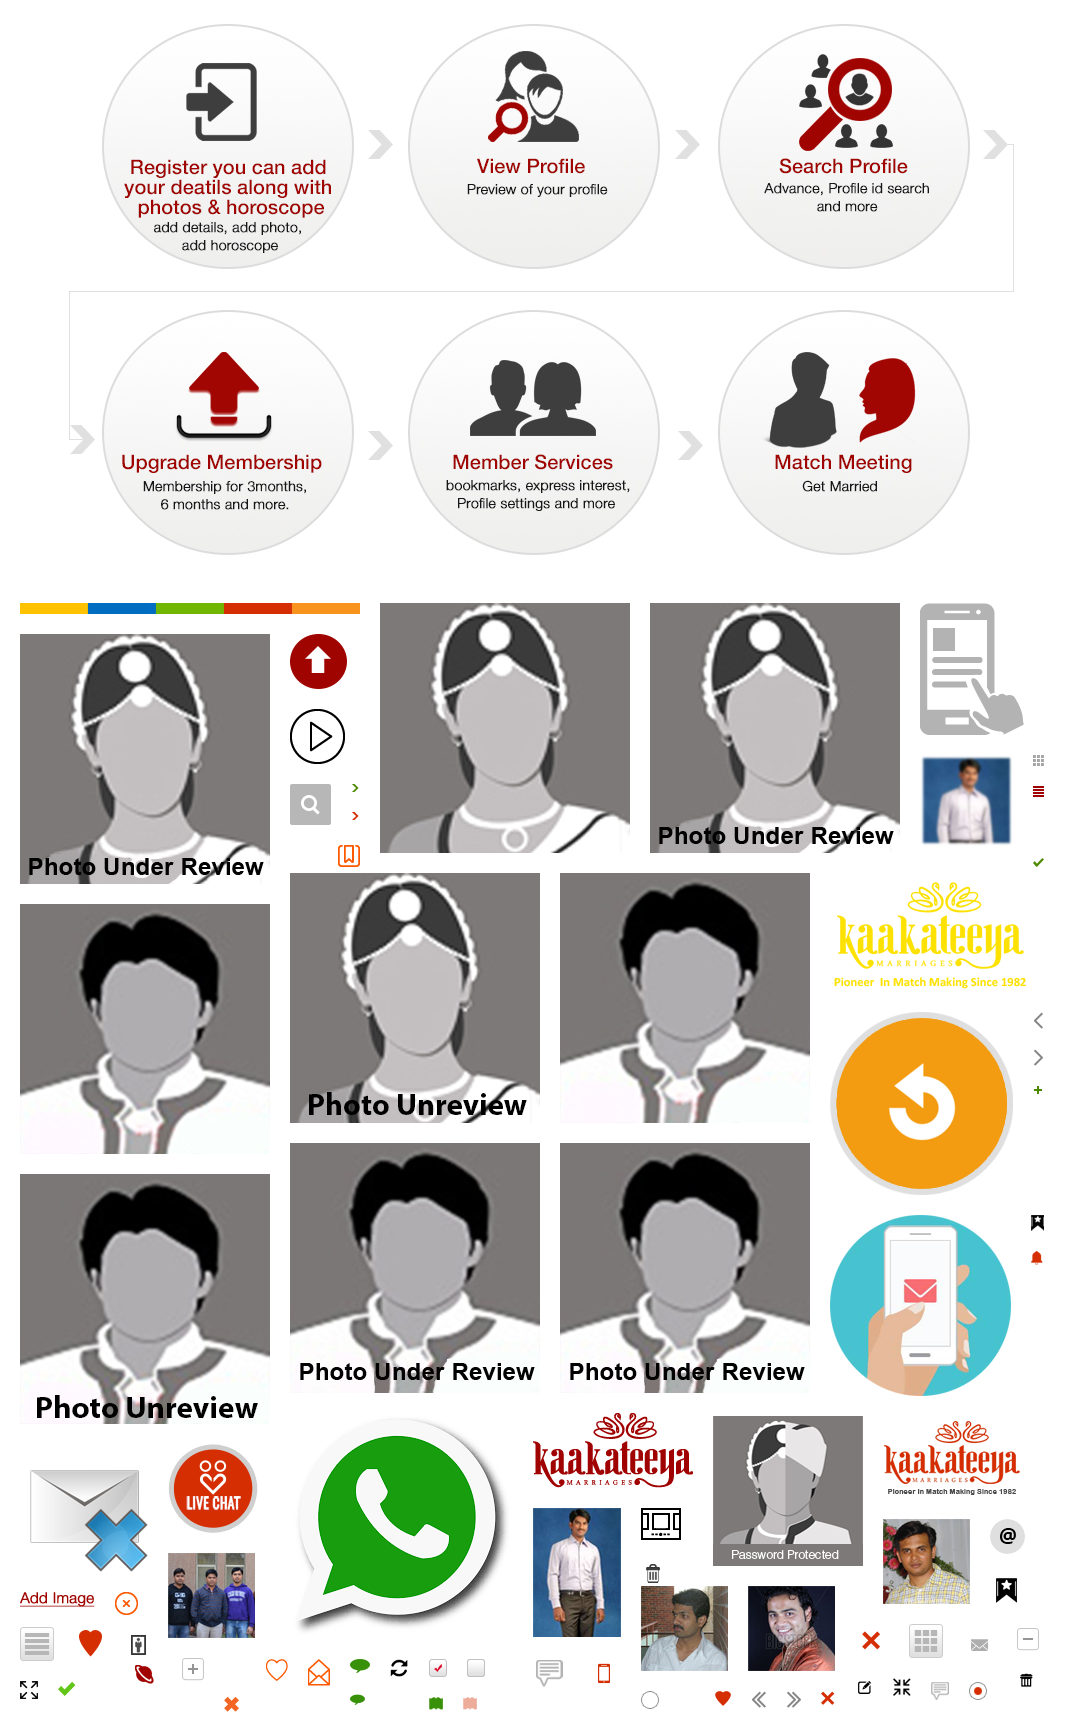 Register you can add
your deatils along with
photos & horoscope
add details, add photo,
add horoscope
View Profile
Preview of your profile
Search Profile
Advance, Profile id search
and more
Upgrade Membership
Membership for 3months,
6 months and more.
Member Services
bookmarks, express interest,
Profile settings and more
Match Meeting
Get Married
Photo Under Review
Photo Under Review
kaakateeya
MARRIAGES
Pioneer In Match Making Since 1982
Photo Unreview
Photo Under Review
Photo Under Review
Photo Unreview
kaakateeya
MARRIAGES
kaakateeya
MARRIAGES
Pioneer In Match Making Since 1982
LIVE CHAT
Password Protected
@
Add Image